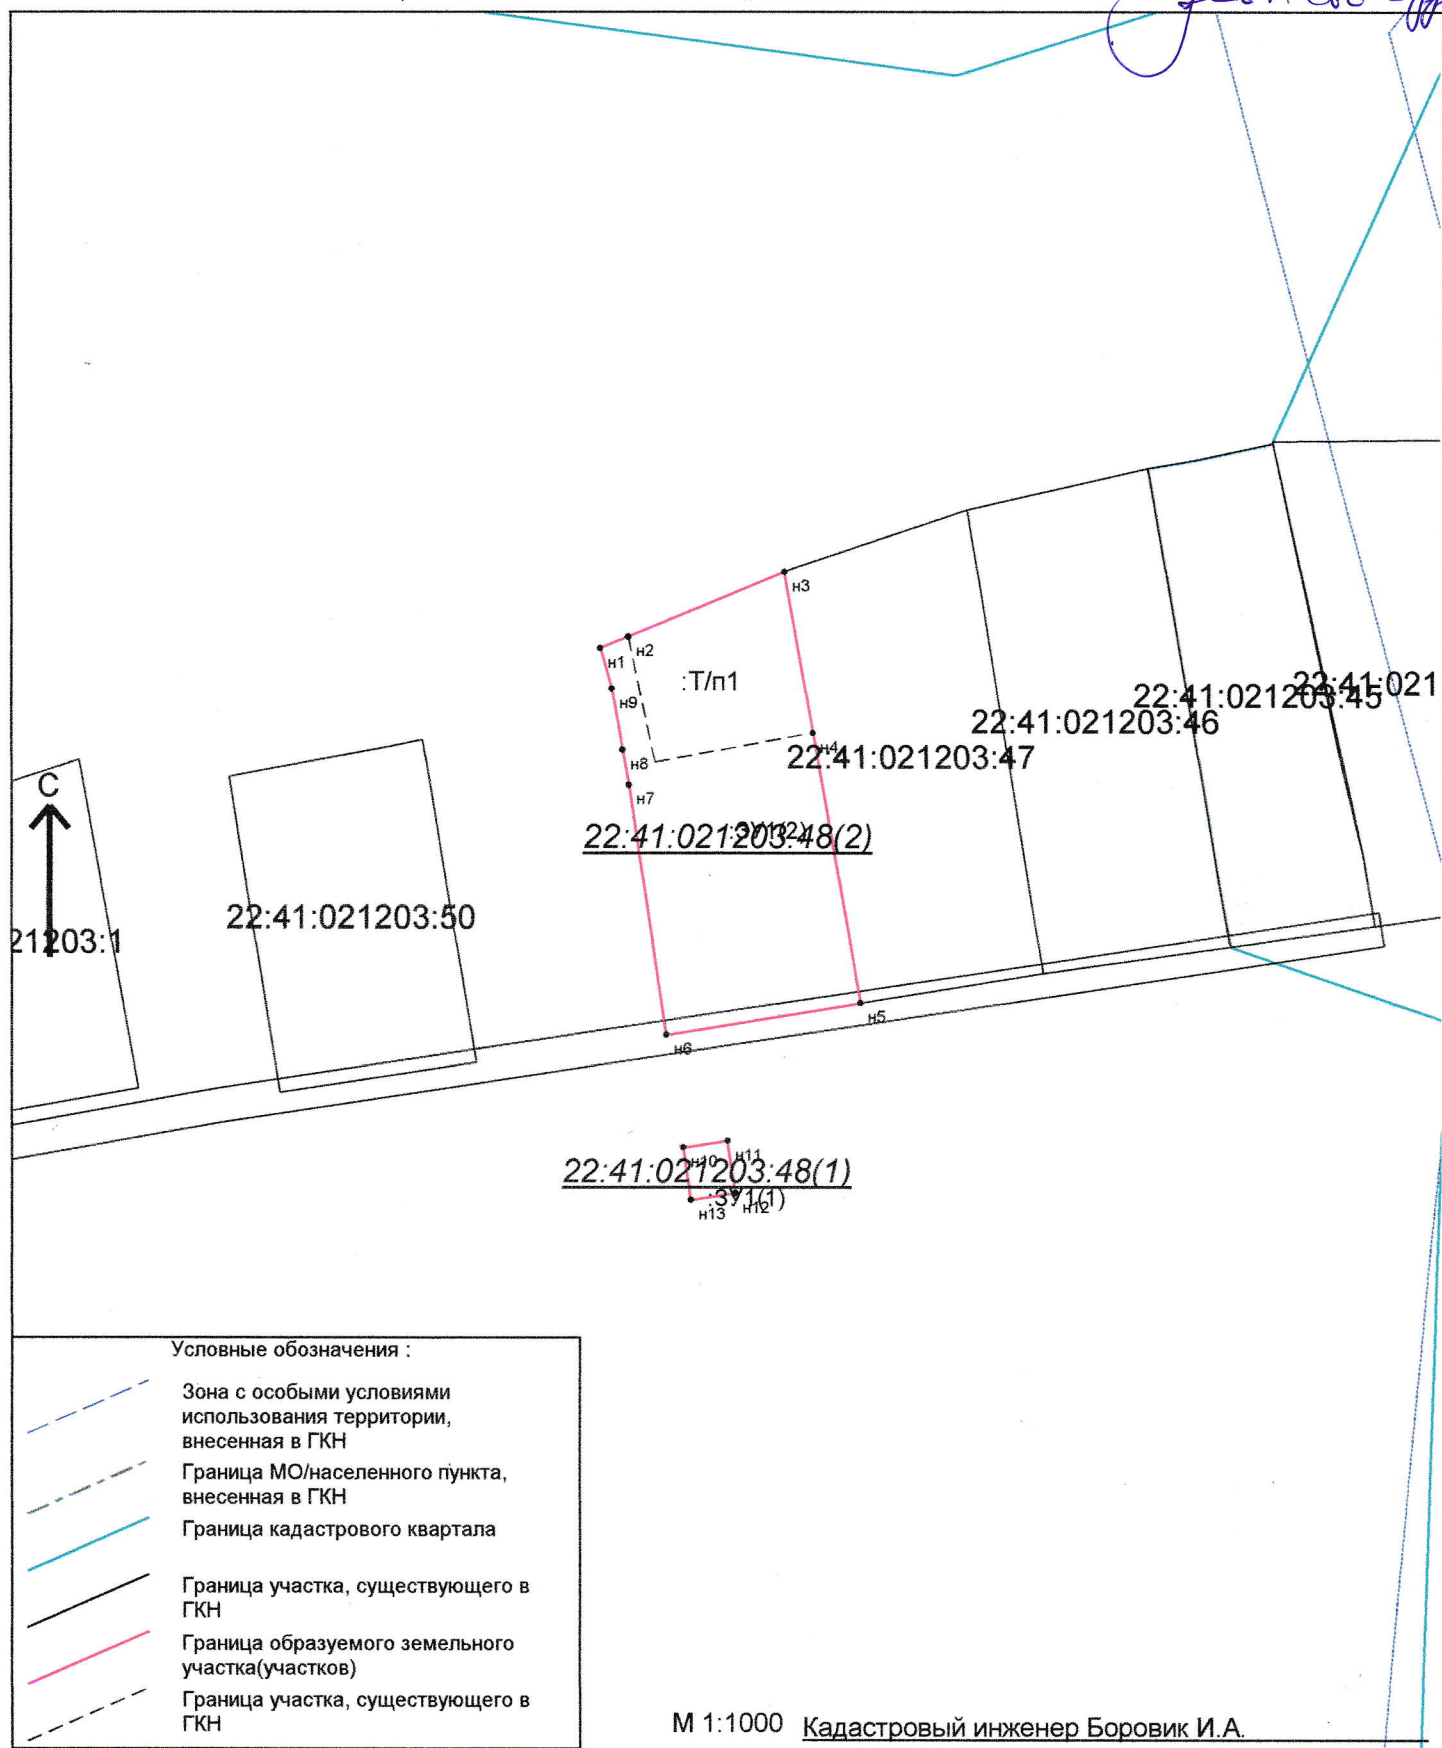 н3
н1
н2
:Т/п1
н9
22:41:021
22:41:021203:45
22:41:021203:46
н4
22:41:021203:47
н8
С
н7
:ЗУ1(2)
22:41:021203:48(2)
22:41:021203:50
21203:1
н5
н6
н10
н11
22:41:021203:48(1)
:ЗУ1(1)
н12
н13
Условные обозначения :
Зона с особыми условиями
использования территории,
внесенная в ГКН
Граница МО/населенного пункта,
внесенная в ГКН
Граница кадастрового квартала
Граница участка, существующего в
ГКН
Граница образуемого земельного
участка(участков)
Граница участка, существующего в
ГКН
М 1:1000 Кадастровый инженер Боровик И.А.